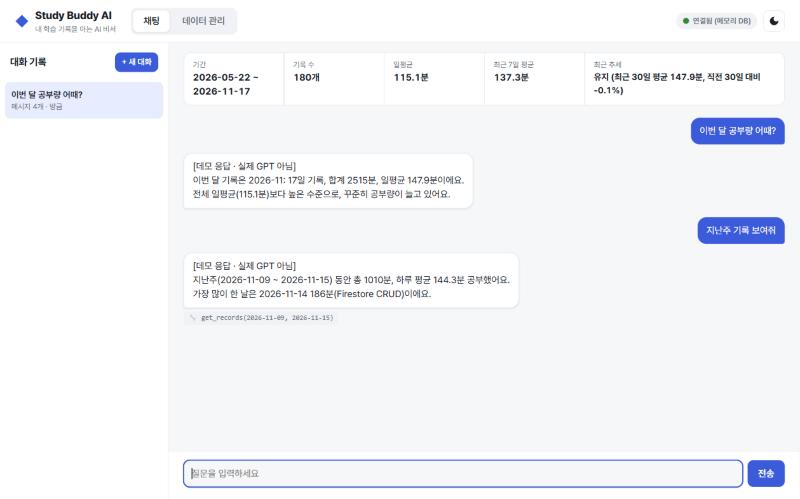 Study Buddy AI
내 학습 기록을 아는 AI 비서
채팅
데이터 관리
연결됨 (메모리 DB)
대화 기록
+ 새 대화
이번 달 공부량 어때?
메시지 4개 · 방금
기간
2026-05-22 ~
2026-11-17
기록 수
180개
일평균
115.1분
최근 7일 평균
137.3분
최근 추세
유지 (최근 30일 평균 147.9분, 직전 30일 대비
-0.1%)
이번 달 공부량 어때?
[데모 응답 · 실제 GPT 아님]
이번 달 기록은 2026-11: 17일 기록, 합계 2515분, 일평균 147.9분이에요.
전체 일평균(115.1분)보다 높은 수준으로, 꾸준히 공부량이 늘고 있어요.
지난주 기록 보여줘
[데모 응답 · 실제 GPT 아님]
지난주(2026-11-09 ~ 2026-11-15) 동안 총 1010분, 하루 평균 144.3분 공부했어요.
가장 많이 한 날은 2026-11-14 186분(Firestore CRUD)이에요.
get_records(2026-11-09, 2026-11-15)
질문을 입력하세요
전송